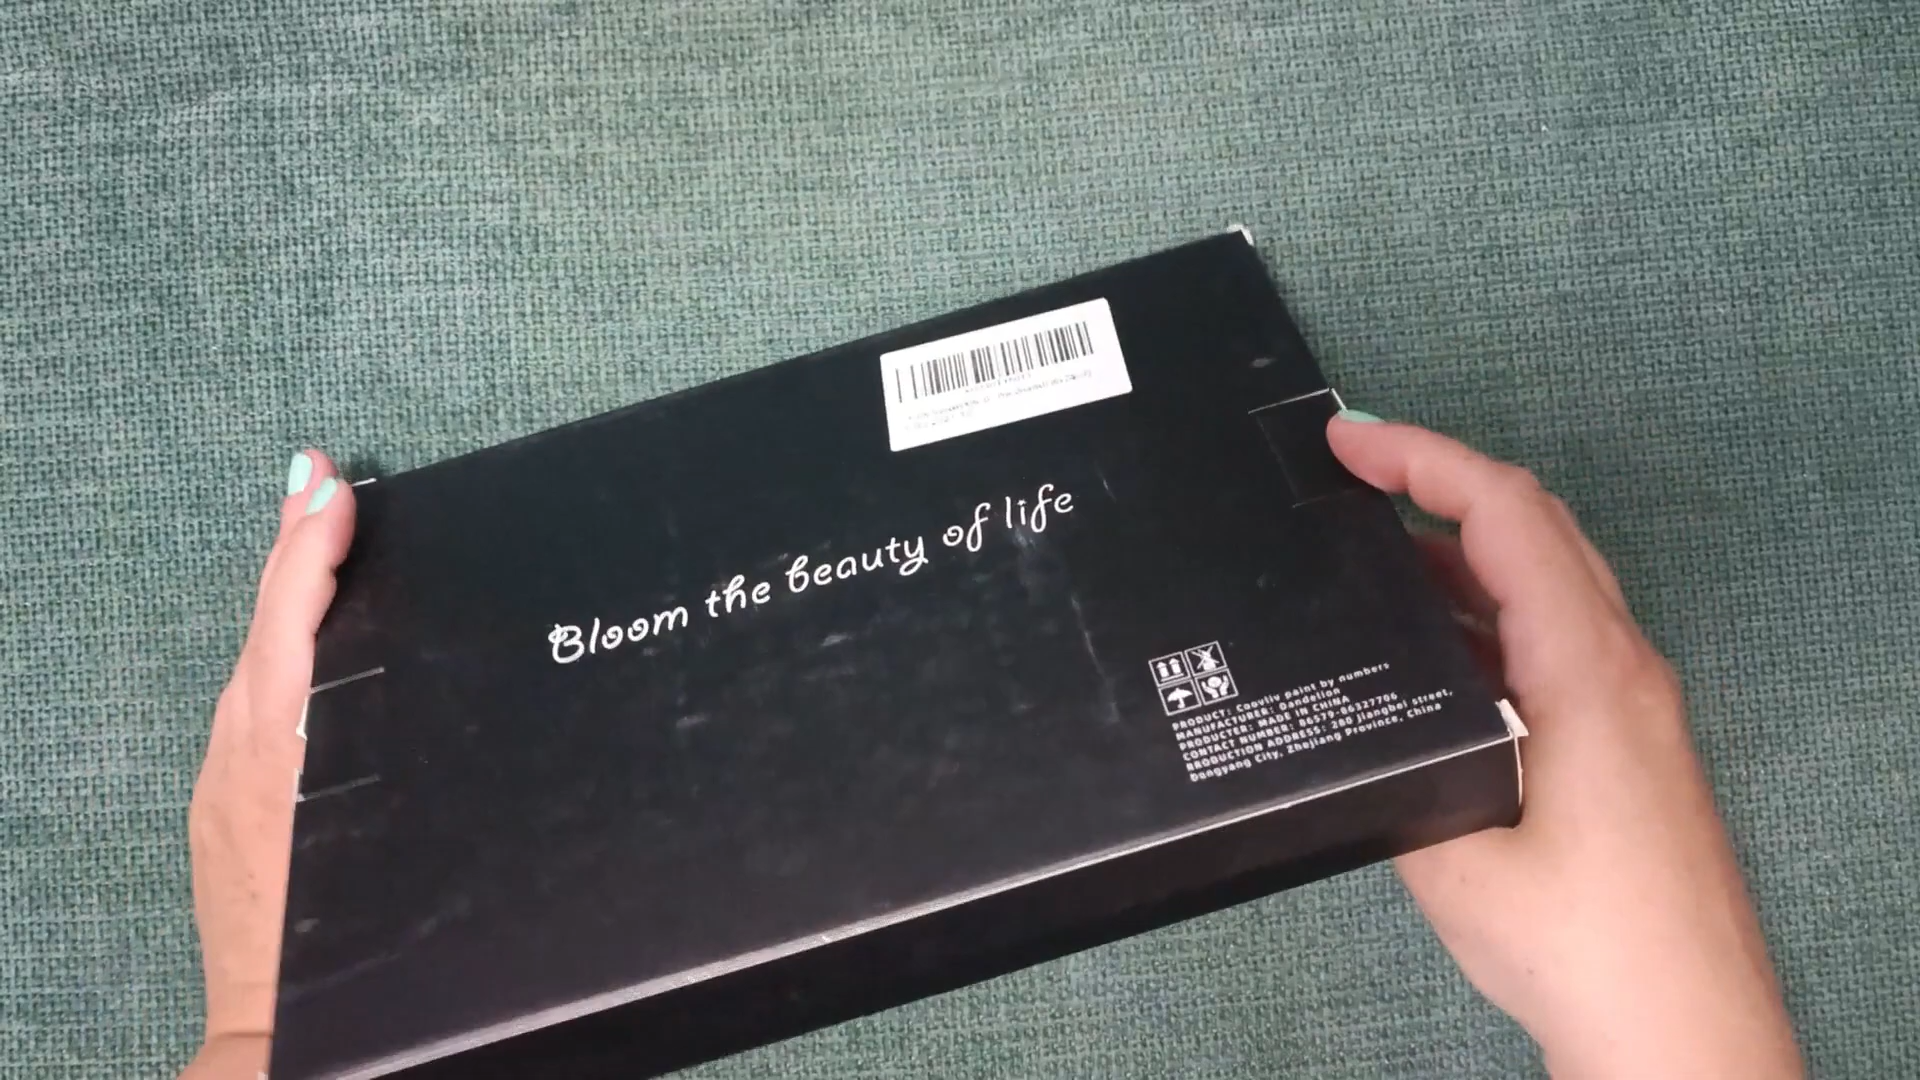 Bloom the beauty of life
PRODUCT: Caouliv paint by numbers
MANUFACTURER: Dandelion
PRODUCTER: MADE IN CHINA
CONTACT NUMBER: 86579-86327706
PRODUCTION ADDRESS: 280 Jiangbei street,
Dongyang City, Zhejiang Province, China